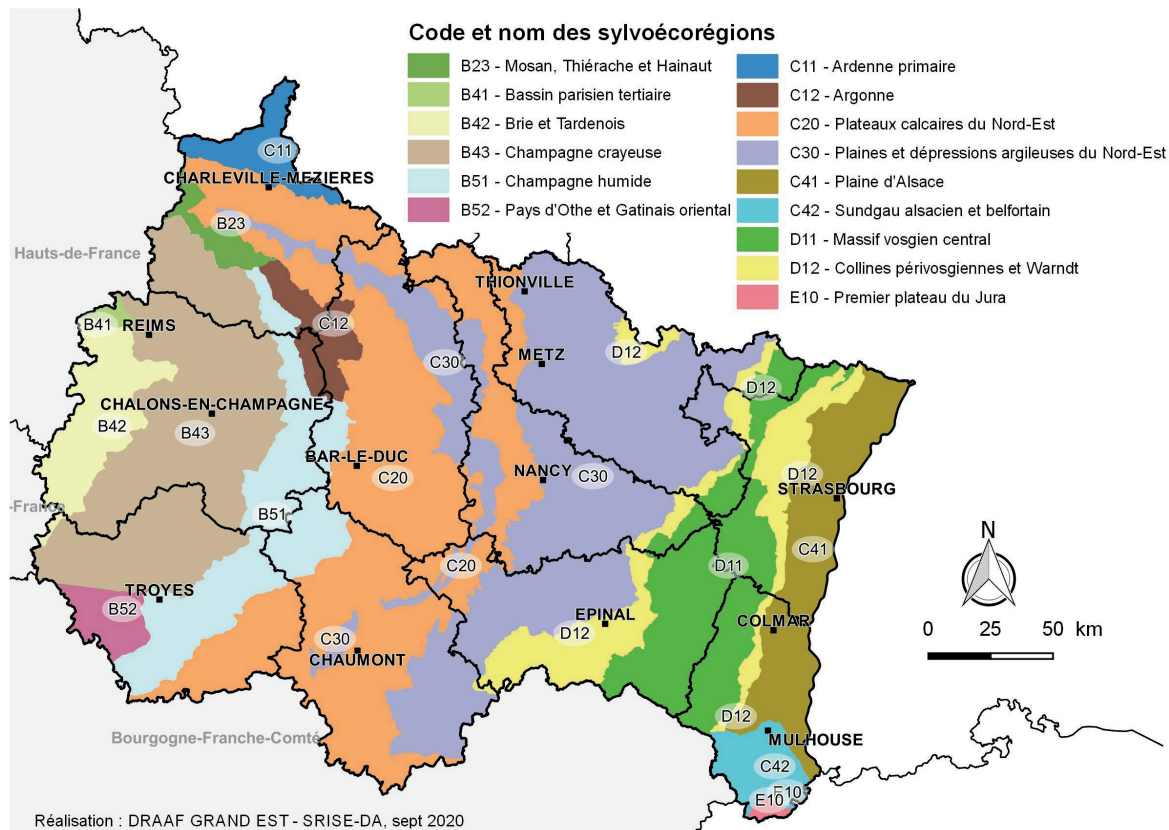 Code et nom des sylvoécorégions
B23 - Mosan, Thiérache et Hainaut
B41 - Bassin parisien tertiaire
B42 - Brie et Tardenois
B43 - Champagne crayeuse
B51 - Champagne humide
B52 - Pays d'Othe et Gatinais oriental
C11 - Ardenne primaire
C12 - Argonne
C20 - Plateaux calcaires du Nord-Est
C30 - Plaines et dépressions argileuses du Nord-Est
C41 - Plaine d'Alsace
C42 - Sundgau alsacien et belfortain
D11 - Massif vosgien central
D12 - Collines périvosgiennes et Warndt
E10 - Premier plateau du Jura
C11
CHARLEVILLE-MEZIERES
B23
Hauts-de-France
THIONVILLE
B41
REIMS
C12
C30
METZ
D12
D12
CHALONS-EN-CHAMPAGNE
B42
B43
BAR-LE-DUC
C20
NANCY
C30
D12
STRASBOURG
-France
B51
C41
N
C20
D11
TROYES
B52
EPINAL
D12
COLMAR
0 25 50 km
C30
CHAUMONT
D12
Bourgogne-Franche-Comté
MULHOUSE
C42
E10
E10
Réalisation : DRAAF GRAND EST - SRISE-DA, sept 2020